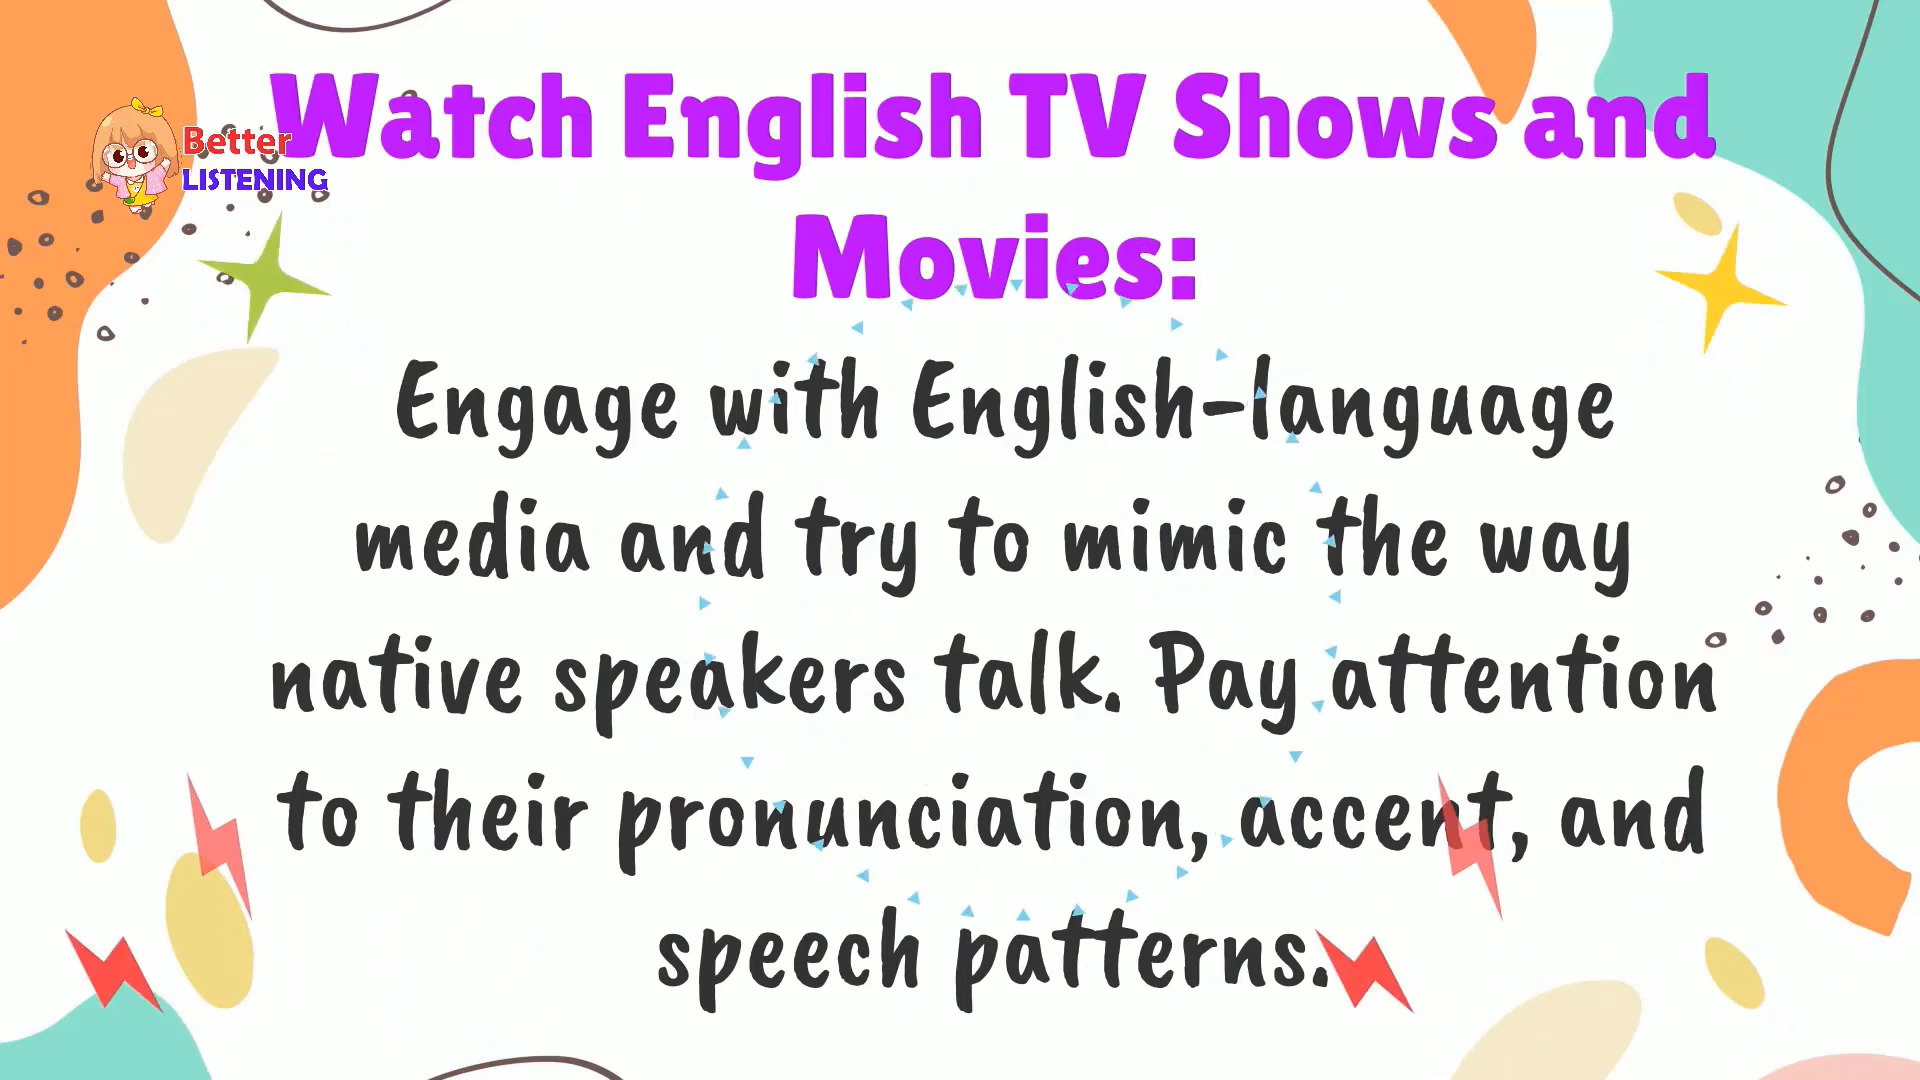 Watch English TV Shows and
Better
LISTENING
Movies:
Engage with English-language
media and try to mimic the way
native speakers talk. Pay attention
to their pronunciation, accent, and
speech patterns.